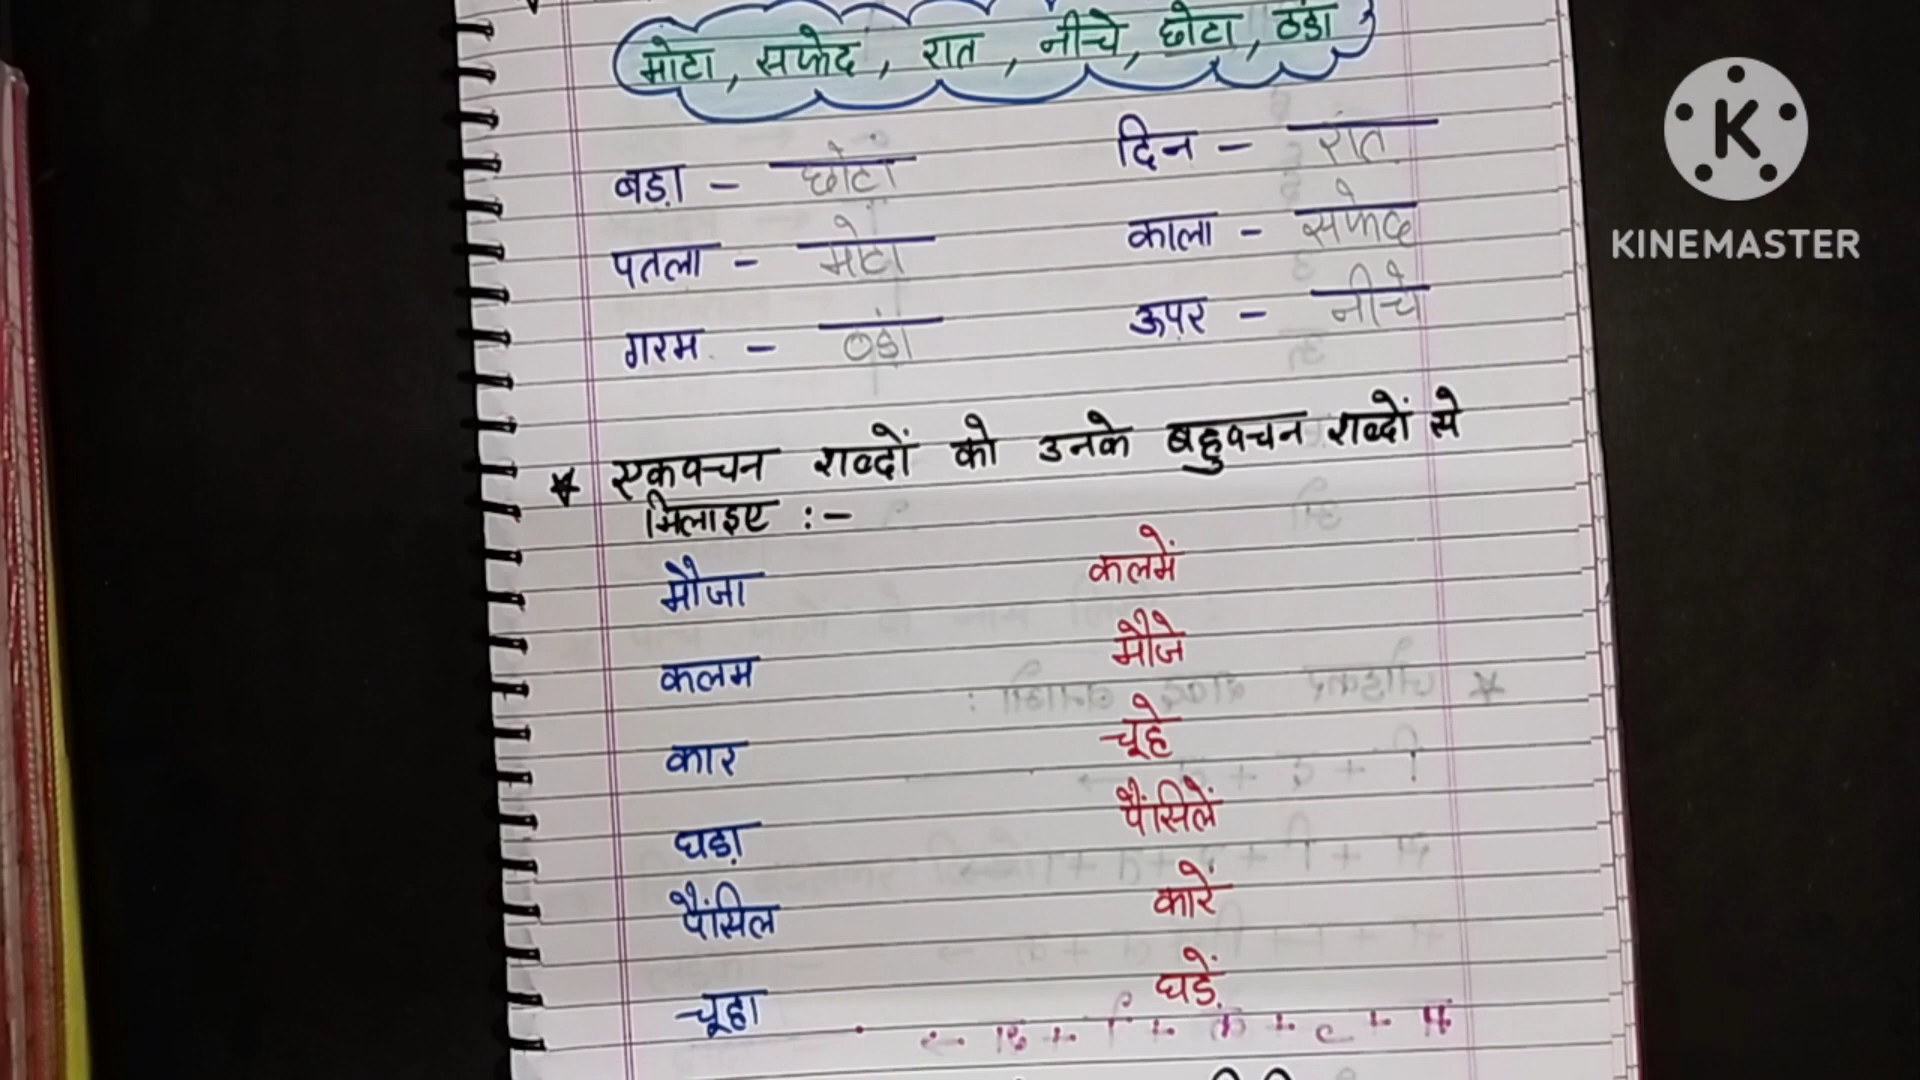 मोटा, सफेद, रात, नीचे, छोटा, ठंडा
बड़ा - छोटा दिन - रात
पतला - मोटा काला - सफेद
गरम - ठंडा ऊपर - नीचे
★ एकवचन शब्दों को उनके बहुवचन शब्दों से
मिलाइए :-
मौजा कलमें
कलम मौजे
कार चूहे
घड़ा पैंसिलें
पैंसिल कारें
चूहा घड़ें
K
KINEMASTER